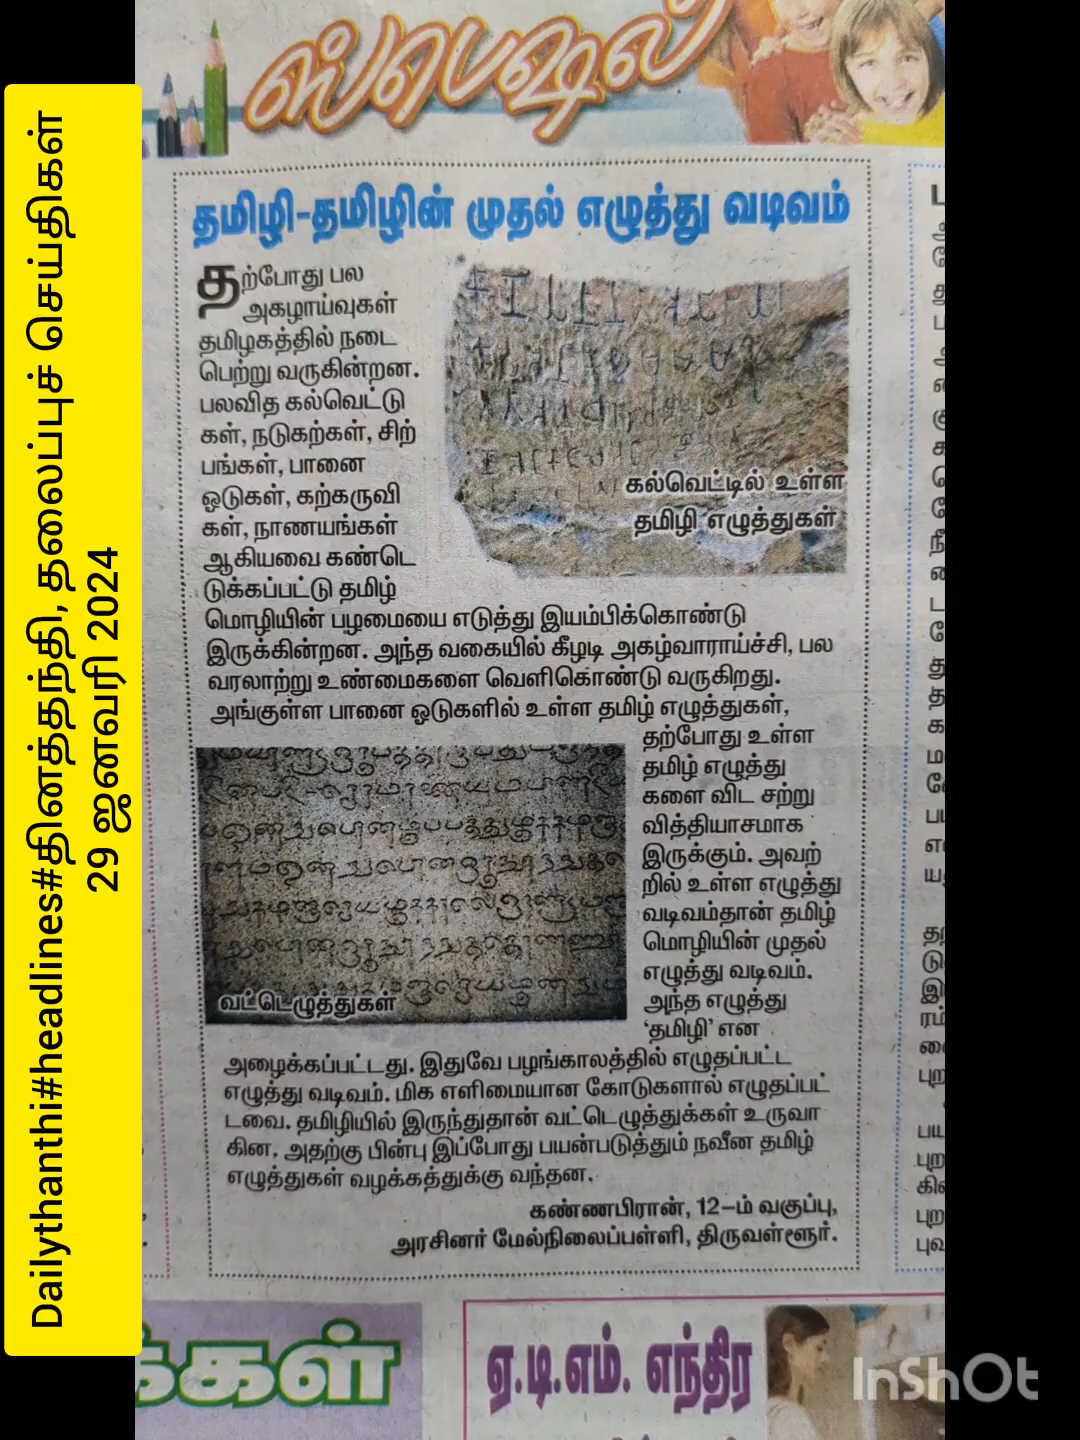 Dailythanthi#headlines#தினத்தந்தி, தலைப்புச் செய்திகள்
29 ஜனவரி 2024
ஸ்பெஷல்
தமிழி-தமிழின் முதல் எழுத்து வடிவம்
தற்போது பல
அகழாய்வுகள்
தமிழகத்தில் நடை
பெற்று வருகின்றன.
பலவித கல்வெட்டு
கள், நடுகற்கள், சிற்
பங்கள், பானை
ஓடுகள், கற்கருவி
கள், நாணயங்கள்
ஆகியவை கண்டெ
டுக்கப்பட்டு தமிழ்
மொழியின் பழமையை எடுத்து இயம்பிக்கொண்டு
இருக்கின்றன. அந்த வகையில் கீழடி அகழ்வாராய்ச்சி, பல
வரலாற்று உண்மைகளை வெளிகொண்டு வருகிறது.
அங்குள்ள பானை ஓடுகளில் உள்ள தமிழ் எழுத்துகள்,
கல்வெட்டில் உள்ள
தமிழி எழுத்துகள்
தற்போது உள்ள
தமிழ் எழுத்து
களை விட சற்று
வித்தியாசமாக
இருக்கும். அவற்
றில் உள்ள எழுத்து
வடிவம்தான் தமிழ்
மொழியின் முதல்
எழுத்து வடிவம்.
அந்த எழுத்து
'தமிழி' என
வட்டெழுத்துகள்
அழைக்கப்பட்டது. இதுவே பழங்காலத்தில் எழுதப்பட்ட
எழுத்து வடிவம். மிக எளிமையான கோடுகளால் எழுதப்பட்
டவை. தமிழியில் இருந்துதான் வட்டெழுத்துக்கள் உருவா
கின. அதற்கு பின்பு இப்போது பயன்படுத்தும் நவீன தமிழ்
எழுத்துகள் வழக்கத்துக்கு வந்தன.
கண்ணபிரான், 12-ம் வகுப்பு,
அரசினர் மேல்நிலைப்பள்ளி, திருவள்ளூர்.
ஏ.டி.எம். எந்திர
InShOt